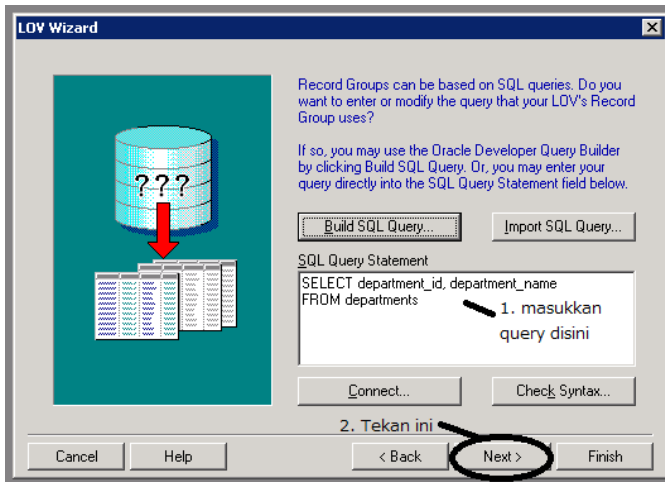 LOV Wizard
???
Record Groups can be based on SQL queries. Do you
want to enter or modify the query that your LOV's Record
Group uses?
If so, you may use the Oracle Developer Query Builder
by clicking Build SQL Query. Or, you may enter your
query directly into the SQL Query Statement field below.
Build SQL Query...
Import SQL Query...
SQL Query Statement
SELECT department_id, department_name
FROM departments
1. masukkan
query disini
Connect...
Check Syntax...
2. Tekan ini
Cancel
Help
< Back
Next >
Finish